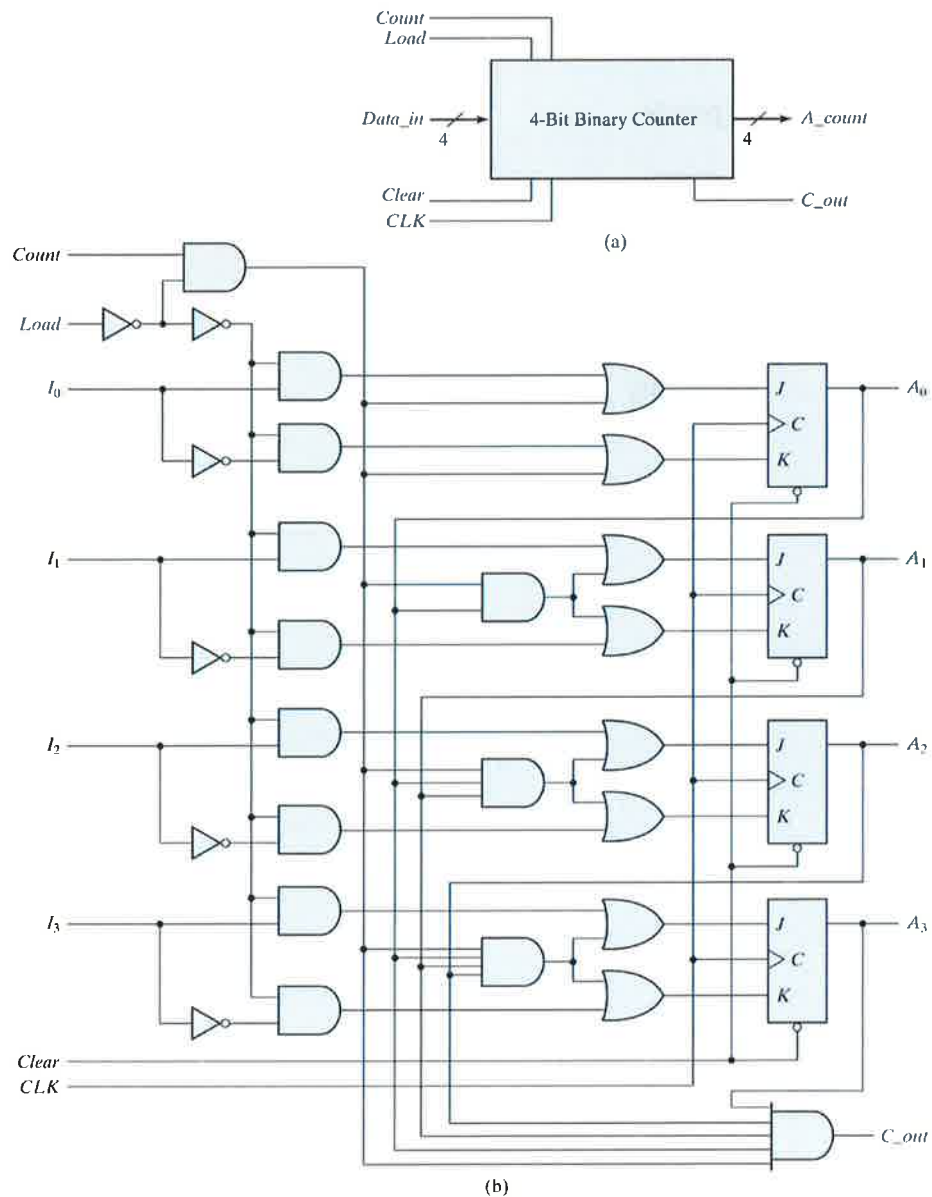 Count
Load
Data_in
4
4-Bit Binary Counter
4
A_count
Clear
CLK
C_out
(a)
Count
Load
I₀
J
C
K
A₀
I₁
J
C
K
A₁
I₂
J
C
K
A₂
I₃
J
C
K
A₃
Clear
CLK
C_out
(b)